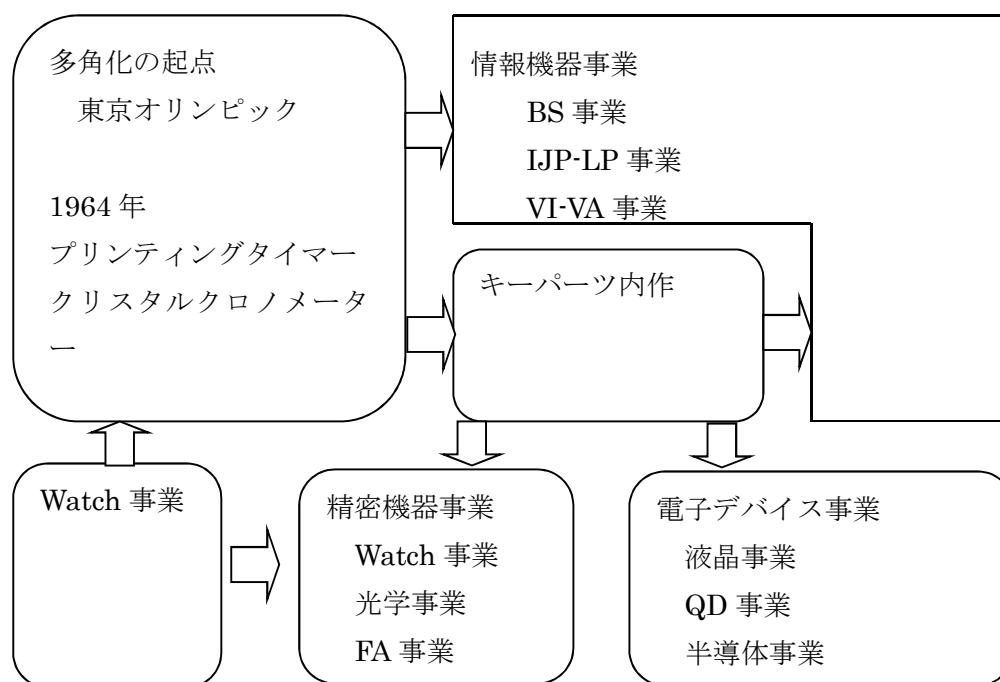 多角化の起点
東京オリンピック
1964 年
プリンティングタイマー
クリスタルクロノメータ
ー
情報機器事業
BS 事業
IJP-LP 事業
VI-VA 事業
キーパーツ内作
Watch 事業
精密機器事業
Watch 事業
光学事業
FA 事業
電子デバイス事業
液晶事業
QD 事業
半導体事業